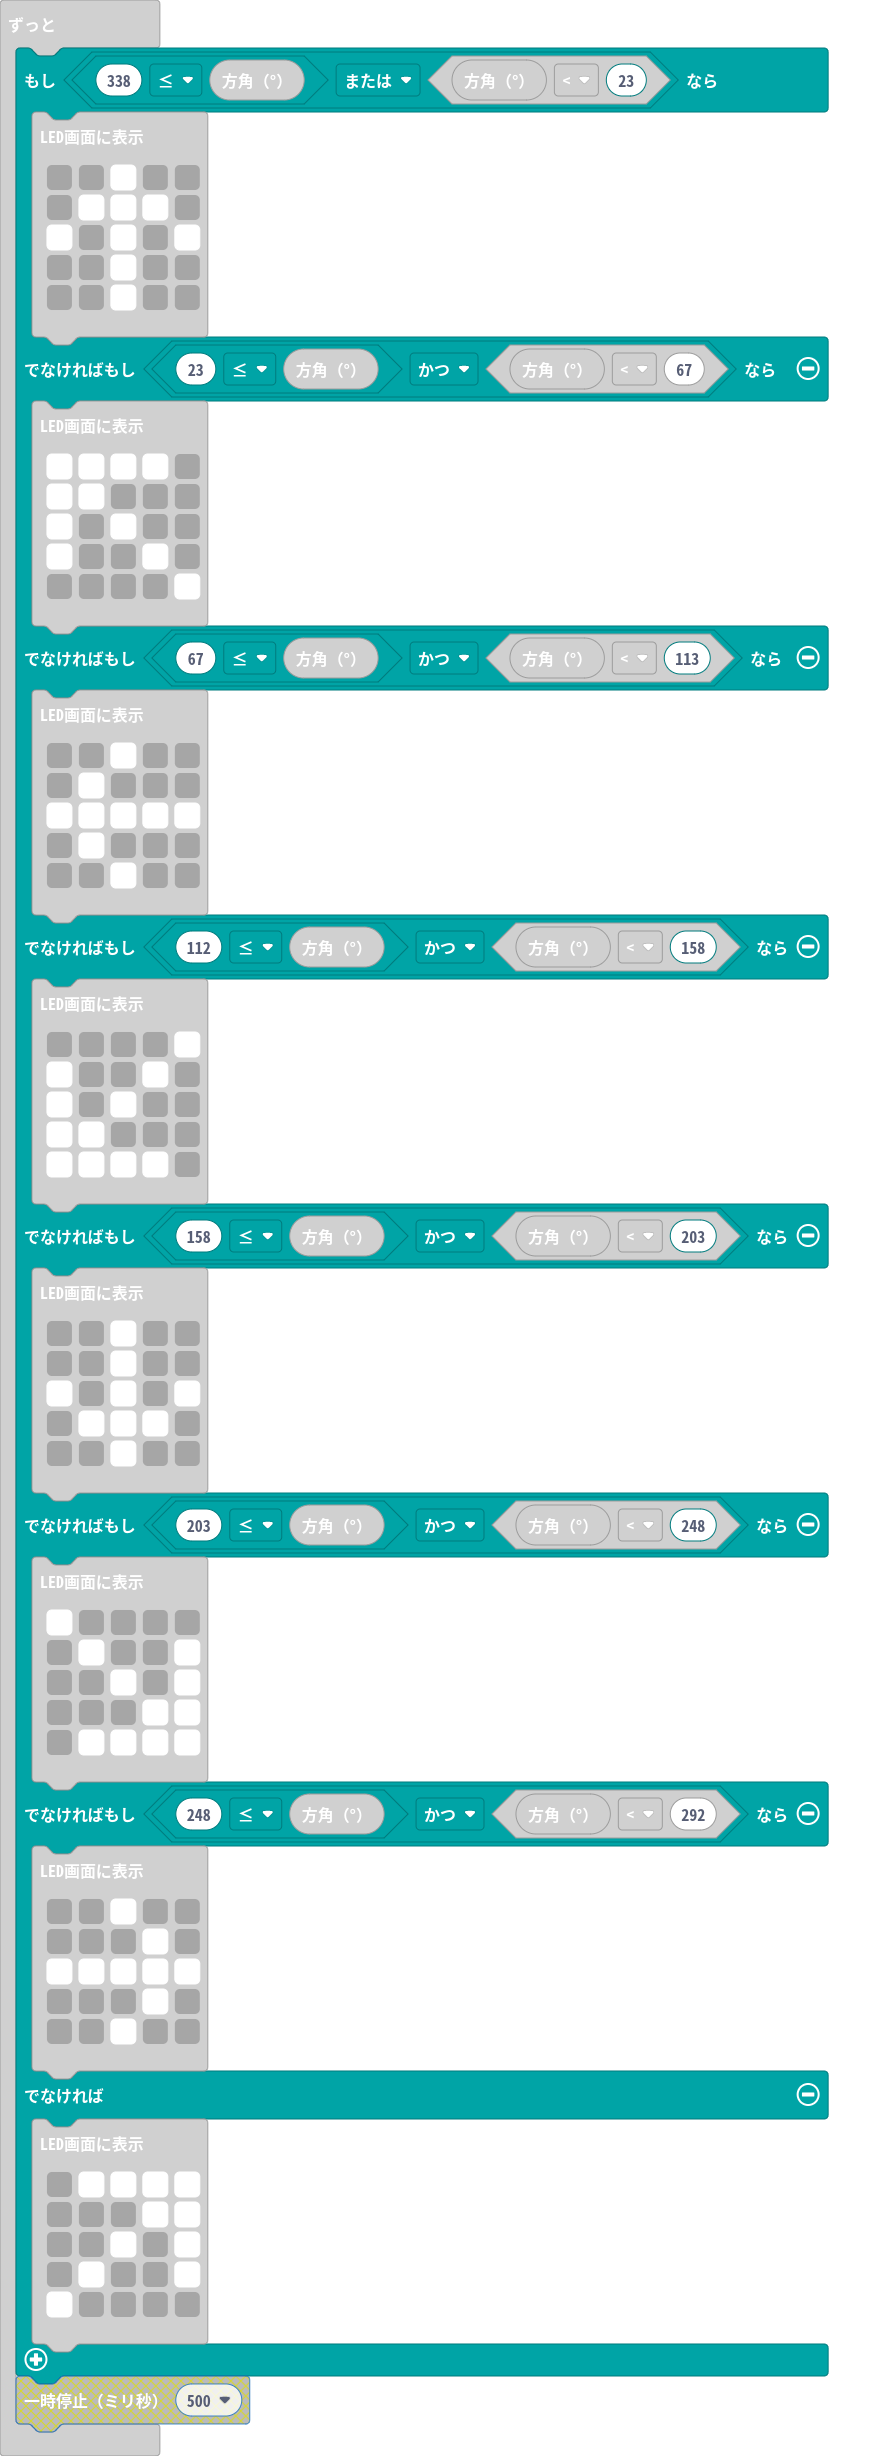 ずっと
もし 338 ≤ 方角 (°) または 方角 (°) < 23 なら
LED画面に表示
でなければもし 23 ≤ 方角 (°) かつ 方角 (°) < 67 なら
LED画面に表示
でなければもし 67 ≤ 方角 (°) かつ 方角 (°) < 113 なら
LED画面に表示
でなければもし 112 ≤ 方角 (°) かつ 方角 (°) < 158 なら
LED画面に表示
でなければもし 158 ≤ 方角 (°) かつ 方角 (°) < 203 なら
LED画面に表示
でなければもし 203 ≤ 方角 (°) かつ 方角 (°) < 248 なら
LED画面に表示
でなければもし 248 ≤ 方角 (°) かつ 方角 (°) < 292 なら
LED画面に表示
でなければ
LED画面に表示
一時停止（ミリ秒） 500